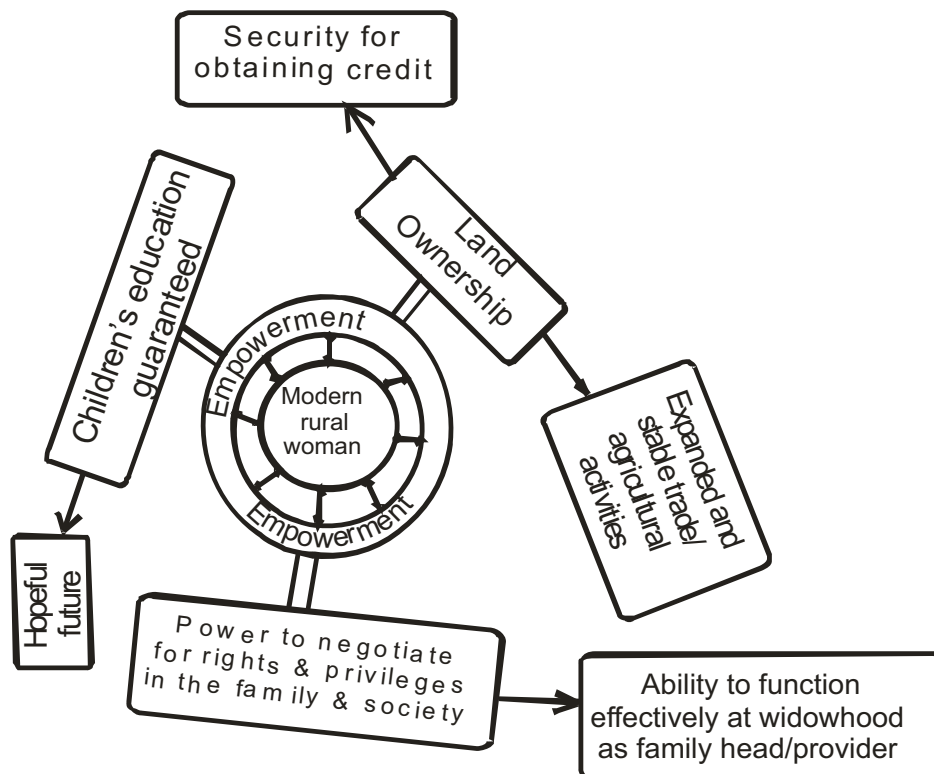 Security for
obtaining credit
Land
Ownership
Children's education
guaranteed
Empowerment
Modern
rural
woman
Empowerment
Expanded and
stable trade/
agricultural
activities
Hopeful
future
Power to negotiate
for rights & privileges
in the family & society
Ability to function
effectively at widowhood
as family head/provider